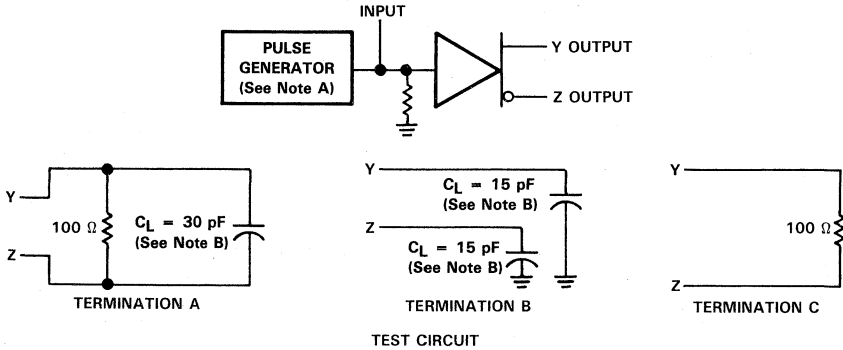 INPUT
PULSE
GENERATOR
(See Note A)
Y OUTPUT
Z OUTPUT
Y
Z
100 Ω
CL = 30 pF
(See Note B)
TERMINATION A
Y
CL = 15 pF
(See Note B)
Z
CL = 15 pF
(See Note B)
TERMINATION B
Y
100 Ω
Z
TERMINATION C
TEST CIRCUIT